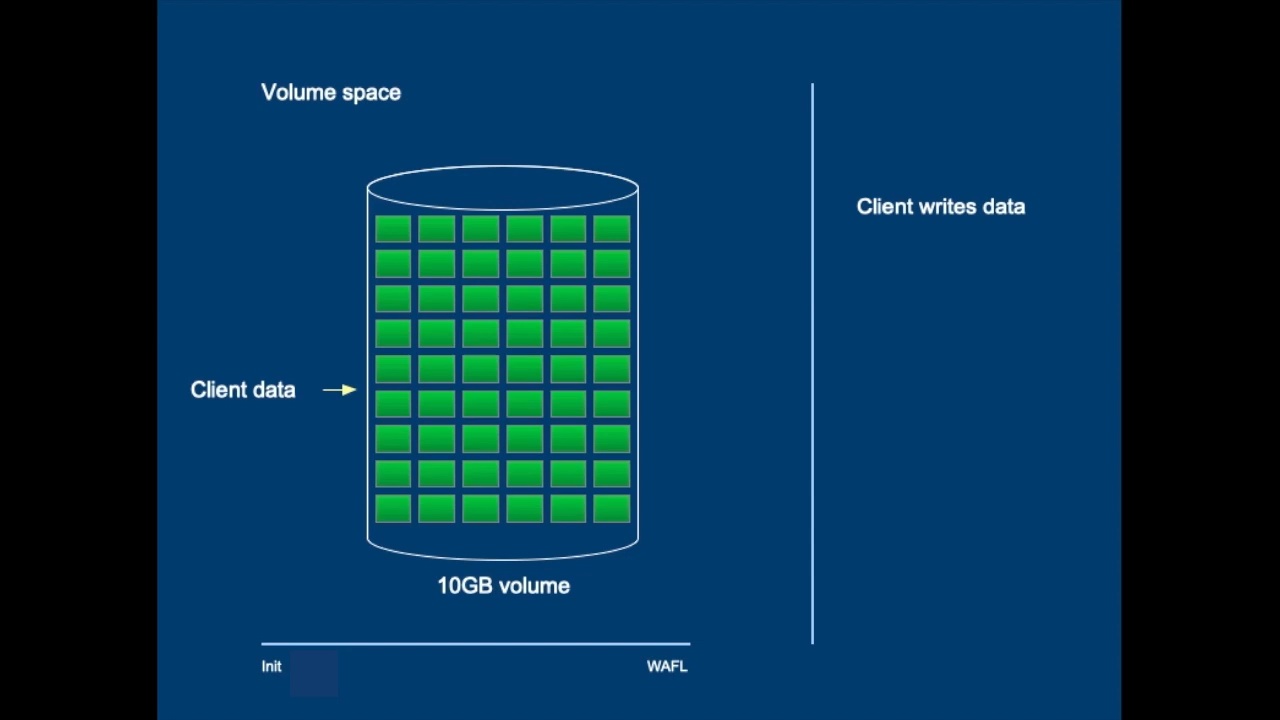 Volume space
Client writes data
Client data
10GB volume
Init
WAFL